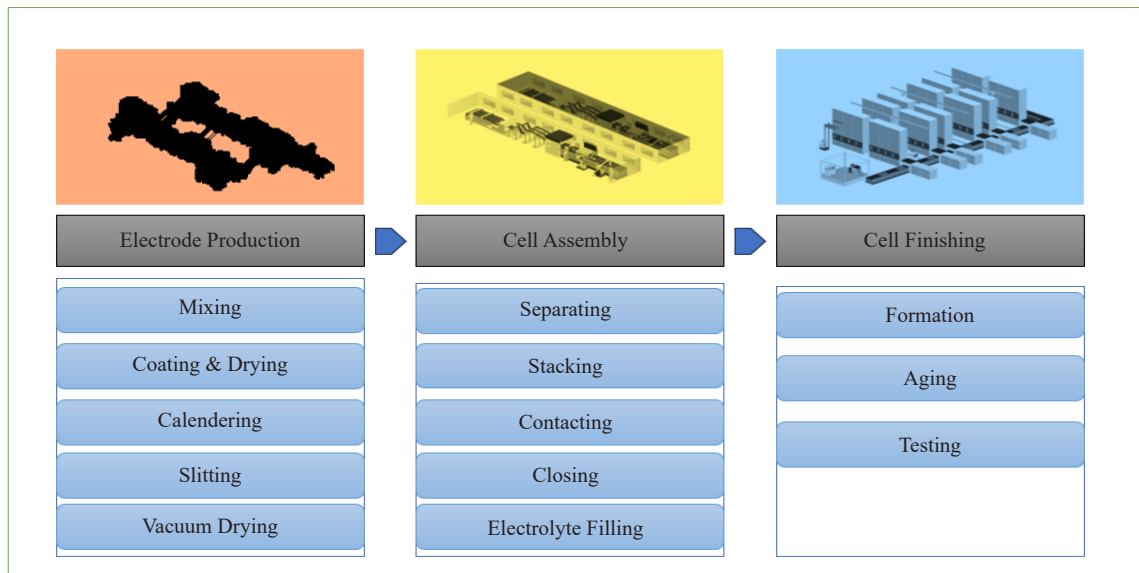 Electrode Production
Cell Assembly
Cell Finishing
Mixing
Coating & Drying
Calendering
Slitting
Vacuum Drying
Separating
Stacking
Contacting
Closing
Electrolyte Filling
Formation
Aging
Testing